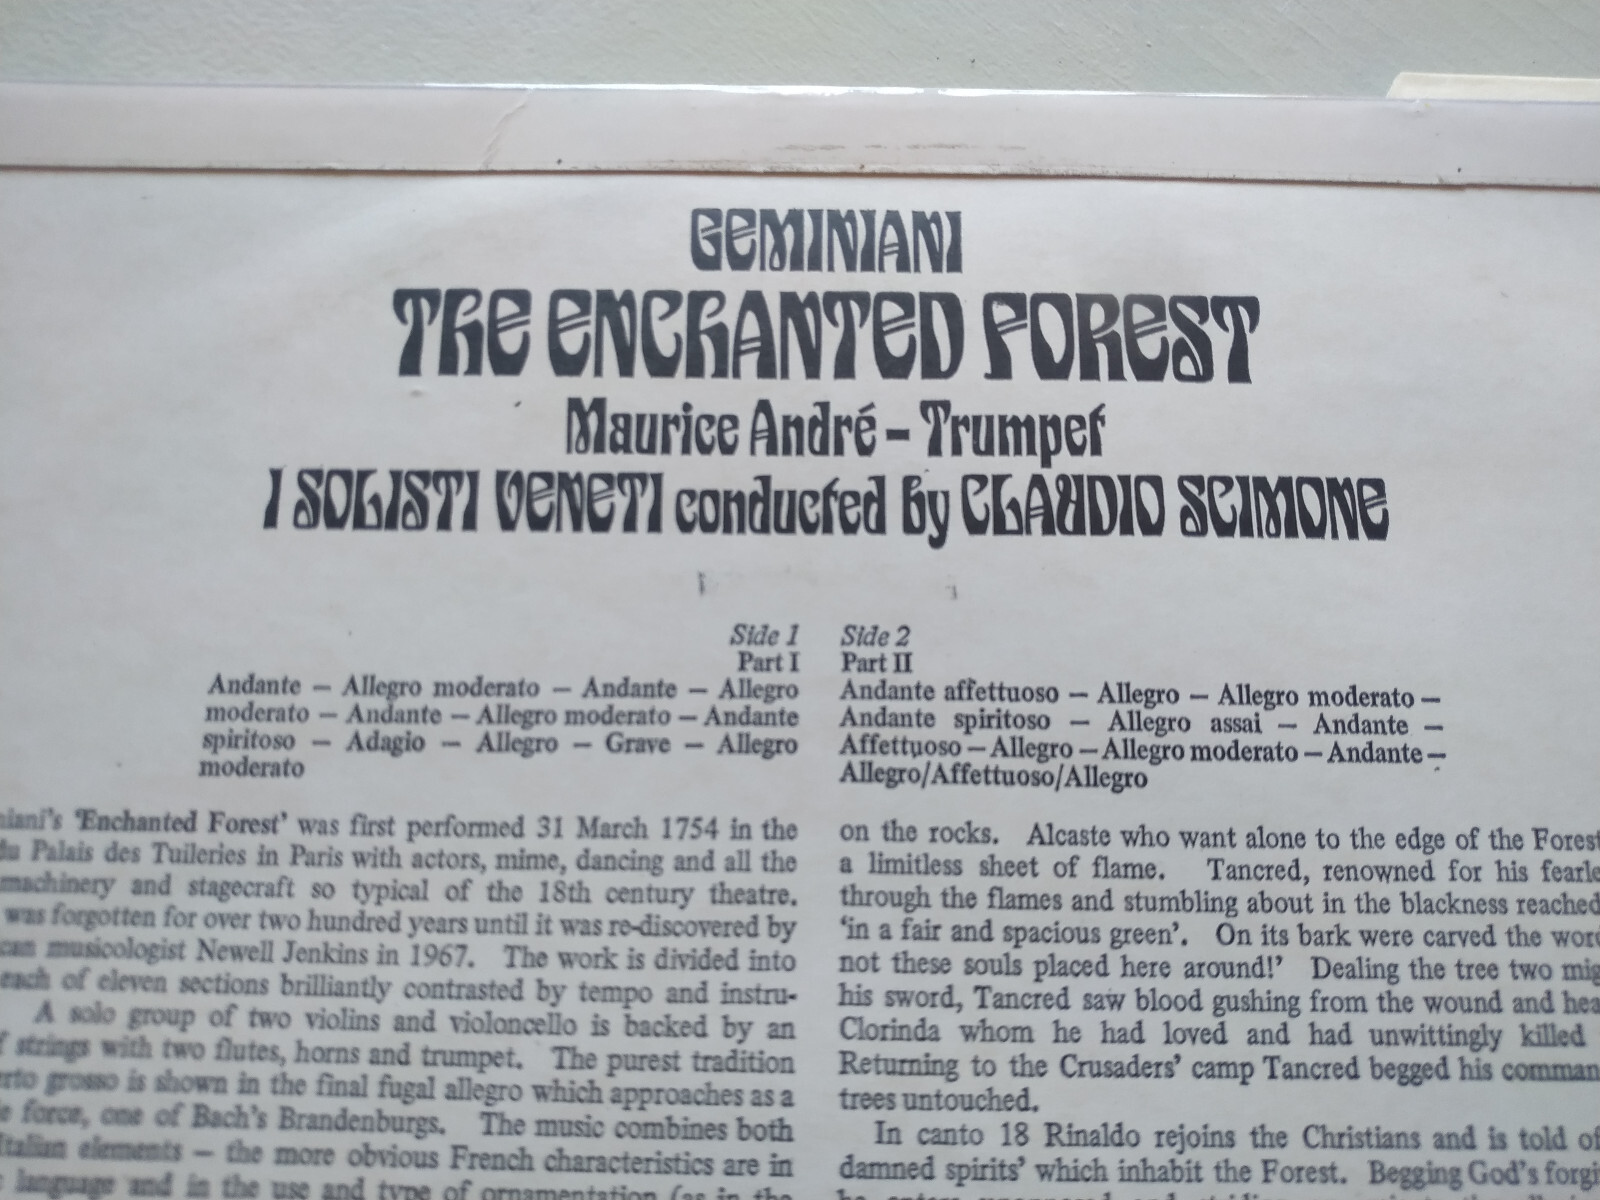 GEMINIANI
THE ENCHANTED FOREST
Maurice André – Trumpet
I SOLISTI VENETI conducted by CLAUDIO SCIMONE
Side 1
Part I
Andante – Allegro moderato – Andante – Allegro
moderato – Andante – Allegro moderato – Andante
spiritoso – Adagio – Allegro – Grave – Allegro
moderato
Side 2
Part II
Andante affettuoso – Allegro – Allegro moderato –
Andante spiritoso – Allegro assai – Andante –
Affettuoso – Allegro – Allegro moderato – Andante –
Allegro/Affettuoso/Allegro
niani's 'Enchanted Forest' was first performed 31 March 1754 in the
du Palais des Tuileries in Paris with actors, mime, dancing and all the
machinery and stagecraft so typical of the 18th century theatre.
was forgotten for over two hundred years until it was re-discovered by
can musicologist Newell Jenkins in 1967. The work is divided into
each of eleven sections brilliantly contrasted by tempo and instru-
A solo group of two violins and violoncello is backed by an
f strings with two flutes, horns and trumpet. The purest tradition
erto grosso is shown in the final fugal allegro which approaches as a
e force, one of Bach's Brandenburgs. The music combines both
Italian elements – the more obvious French characteristics are in
language and in the use and type of ornamentation (as in the
on the rocks. Alcaste who want alone to the edge of the Forest
a limitless sheet of flame. Tancred, renowned for his fearle
through the flames and stumbling about in the blackness reached
'in a fair and spacious green'. On its bark were carved the word
not these souls placed here around!' Dealing the tree two mig
his sword, Tancred saw blood gushing from the wound and hea
Clorinda whom he had loved and had unwittingly killed
Returning to the Crusaders' camp Tancred begged his comman
trees untouched.
In canto 18 Rinaldo rejoins the Christians and is told of
damned spirits' which inhabit the Forest. Begging God's forgi